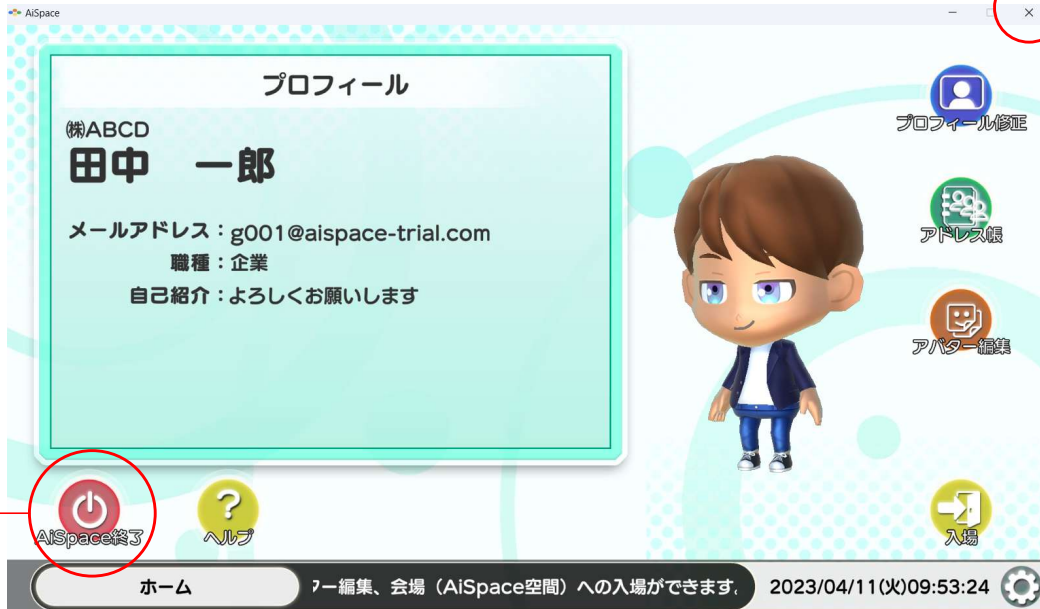 AiSpace
プロフィール
㈱ABCD
田中　一郎
メールアドレス：g001@aispace-trial.com
職種：企業
自己紹介：よろしくお願いします
プロフィール修正
アドレス帳
アバター編集
AiSpace終了
ヘルプ
入場
ホーム
ター編集、会場（AiSpace空間）への入場ができます。
2023/04/11(火)09:53:24